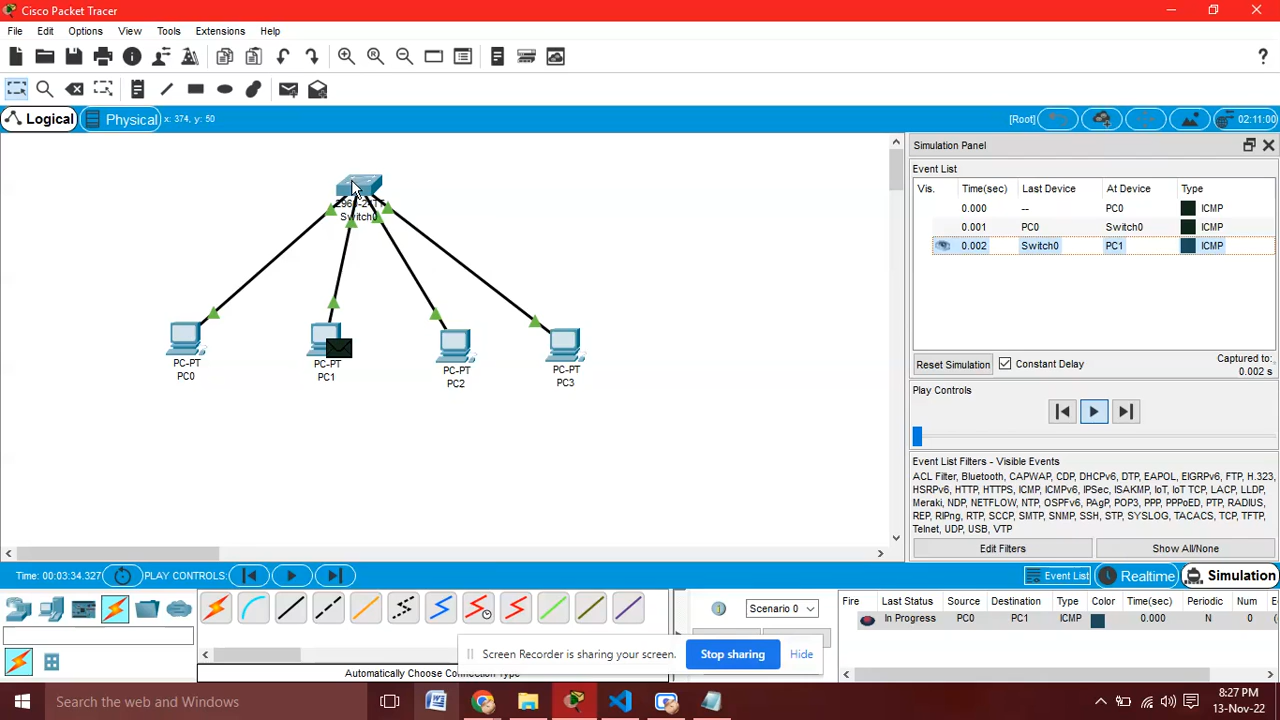 Cisco Packet Tracer
File Edit Options View Tools Extensions Help
Logical Physical x: 374, y: 50 [Root] 02:11:00
Simulation Panel
Event List
Vis. Time(sec) Last Device At Device Type
0.000 -- PC0 ICMP
0.001 PC0 Switch0 ICMP
0.002 Switch0 PC1 ICMP
Switch0
PC-PT
PC0
PC-PT
PC1
PC-PT
PC2
PC-PT
PC3
Reset Simulation Constant Delay Captured to:
0.002 s
Play Controls
Event List Filters - Visible Events
ACL Filter, Bluetooth, CAPWAP, CDP, DHCPv6, DTP, EAPOL, EIGRPv6, FTP, H.323,
HSRPv6, HTTP, HTTPS, ICMP, ICMPv6, IPSec, ISAKMP, IoT, IoT TCP, LACP, LLDP,
Meraki, NDP, NETFLOW, NTP, OSPFv6, PAgP, POP3, PPP, PPPoED, PTP, RADIUS,
REP, RIPng, RTP, SCCP, SMTP, SNMP, SSH, STP, SYSLOG, TACACS, TCP, TFTP,
Telnet, UDP, USB, VTP
Edit Filters Show All/None
Time: 00:03:34.327 PLAY CONTROLS: Event List Realtime Simulation
Scenario 0
Fire Last Status Source Destination Type Color Time(sec) Periodic Num
In Progress PC0 PC1 ICMP 0.000 N 0
Screen Recorder is sharing your screen. Stop sharing Hide
Automatically Choose Connection Type
Search the web and Windows
8:27 PM
13-Nov-22